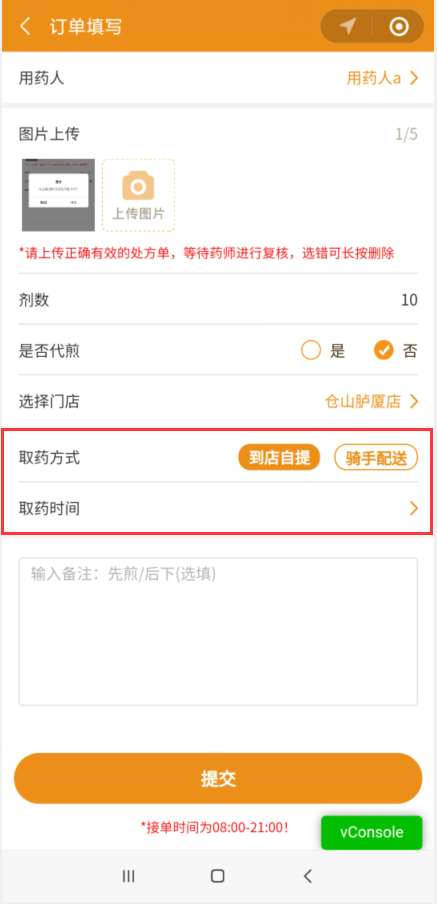 订单填写
用药人 用药人a
图片上传 1/5
上传图片
*请上传正确有效的处方单，等待药师进行复核，选错可长按删除
剂数 10
是否代煎 是 否
选择门店 仓山胪厦店
取药方式 到店自提 骑手配送
取药时间
输入备注：先煎/后下(选填)
提交
*接单时间为08:00-21:00！
vConsole